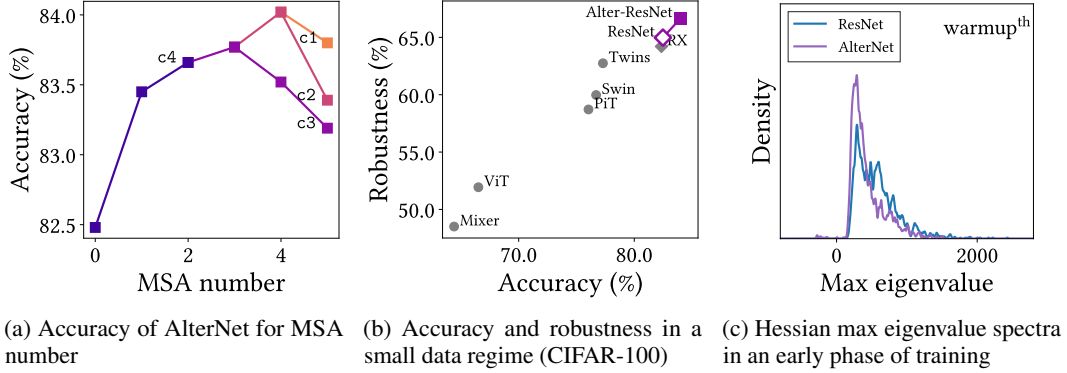 84.0
83.5
83.0
82.5
Accuracy (%)
0
2
4
MSA number
c4
c1
c2
c3
65.0
60.0
55.0
50.0
Robustness (%)
70.0
80.0
Accuracy (%)
Alter-ResNet
ResNet
RX
Twins
Swin
PiT
ViT
Mixer
ResNet
AlterNet
warmupth
Density
0
2000
Max eigenvalue
(a) Accuracy of AlterNet for MSA
number
(b) Accuracy and robustness in a
small data regime (CIFAR-100)
(c) Hessian max eigenvalue spectra
in an early phase of training